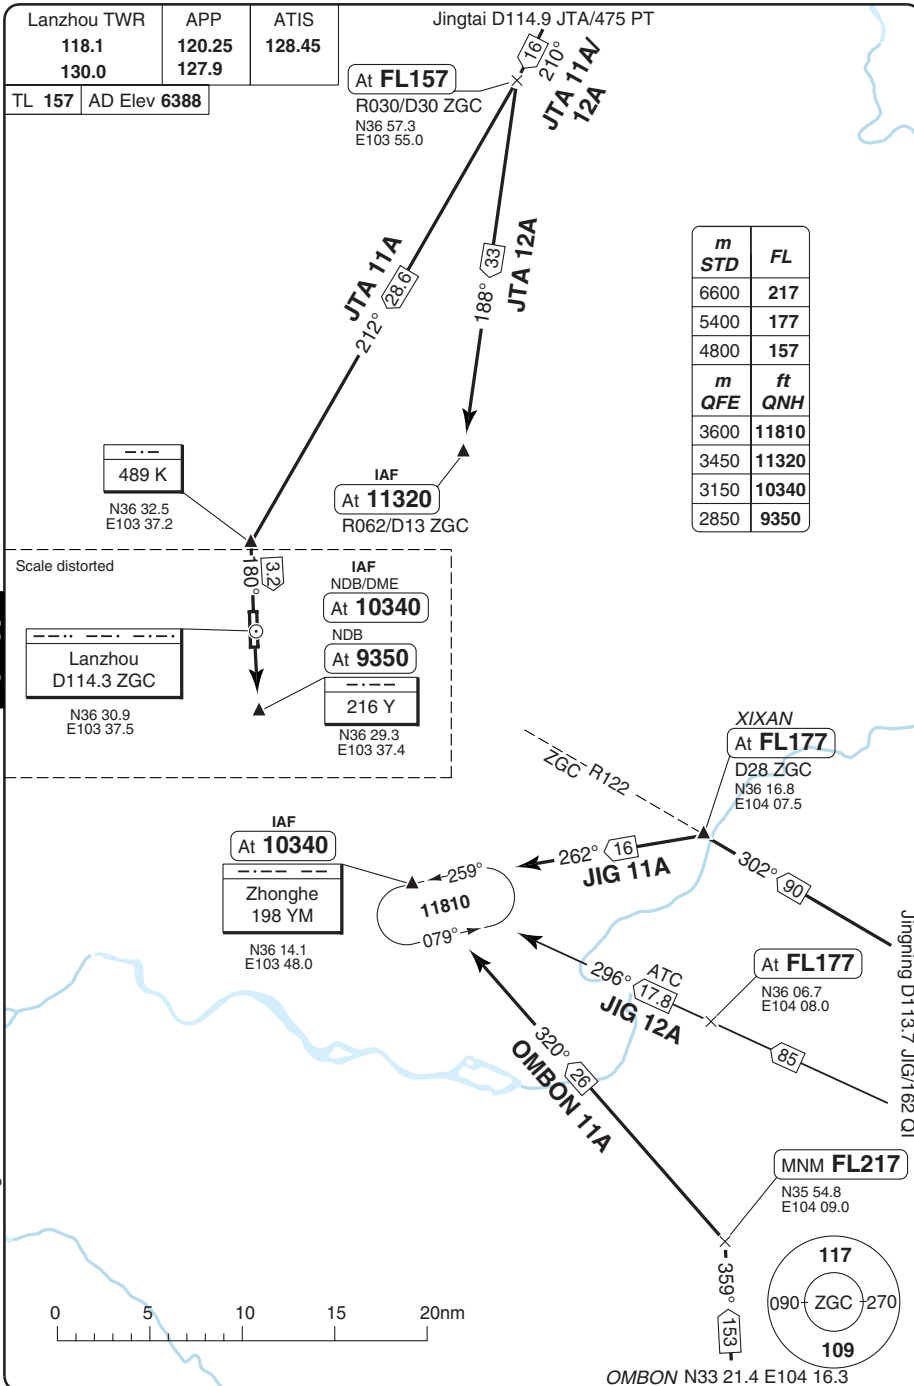 Lanzhou TWR
118.1
130.0
APP
120.25
127.9
ATIS
128.45
TL 157
AD Elev 6388
Jingtai D114.9 JTA/475 PT
16
210°
JTA 11A/
12A
At FL157
R030/D30 ZGC
N36 57.3
E103 55.0
JTA 11A
28.6
212°
JTA 12A
33
188°
m
STD
FL
6600 217
5400 177
4800 157
m
QFE
ft
QNH
3600 11810
3450 11320
3150 10340
2850 9350
489 K
N36 32.5
E103 37.2
IAF
At 11320
R062/D13 ZGC
Scale distorted
180°
3.2
IAF
NDB/DME
At 10340
NDB
At 9350
216 Y
N36 29.3
E103 37.4
Lanzhou
D114.3 ZGC
N36 30.9
E103 37.5
XIXAN
At FL177
D28 ZGC
N36 16.8
E104 07.5
ZGC R122
IAF
At 10340
Zhonghe
198 YM
N36 14.1
E103 48.0
259°
11810
079°
262°
16
JIG 11A
302°
90
Jingning D113.7 JIG/162 QI
At FL177
N36 06.7
E104 08.0
ATC
296°
17.8
JIG 12A
85
320°
26
OMBON 11A
MNM FL217
N35 54.8
E104 09.0
359°
153
117
090 ZGC 270
109
0 5 10 15 20nm
OMBON N33 21.4 E104 16.3